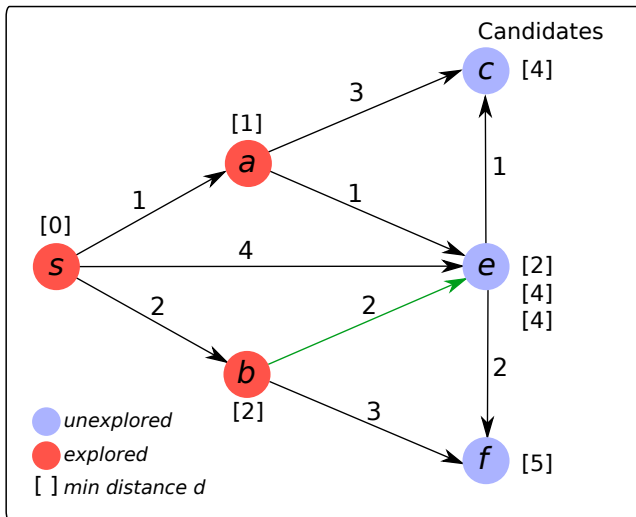 Candidates
c [4]
3
[1]
a
1
1
1
[0]
s
4
e [2]
[4]
[4]
2
2
2
b
[2]
3
f [5]
unexplored
explored
[ ] min distance d